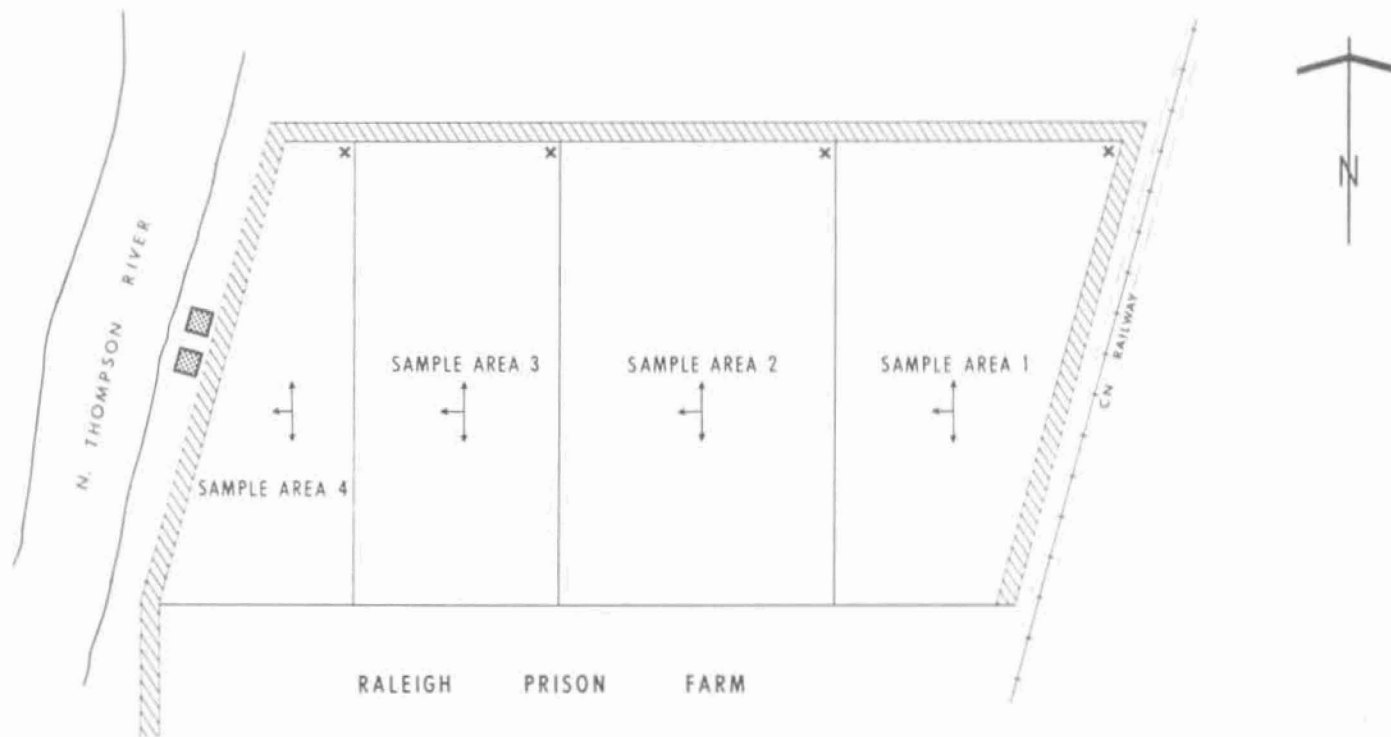 N
N. THOMPSON RIVER
SAMPLE AREA 3
SAMPLE AREA 2
SAMPLE AREA 1
CN RAILWAY
SAMPLE AREA 4
RALEIGH PRISON FARM